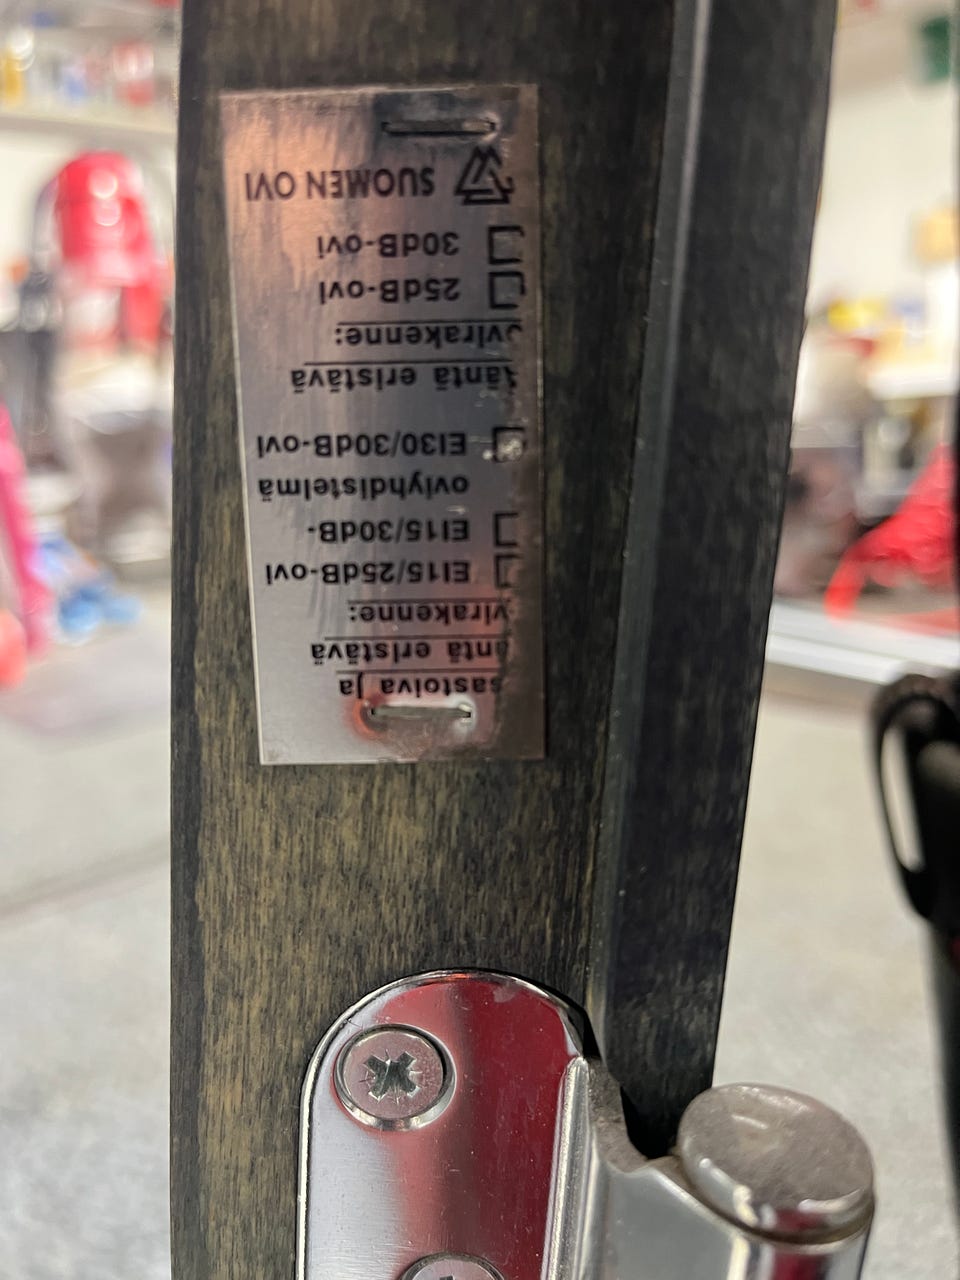 sastoiva ja
äntä eristävä
virakenne:
EI15/25dB-ovi
EI15/30dB-
oviyhdistelmä
EI30/30dB-ovi
äntä eristävä
ovirakenne:
25dB-ovi
30dB-ovi
SUOMEN OVI